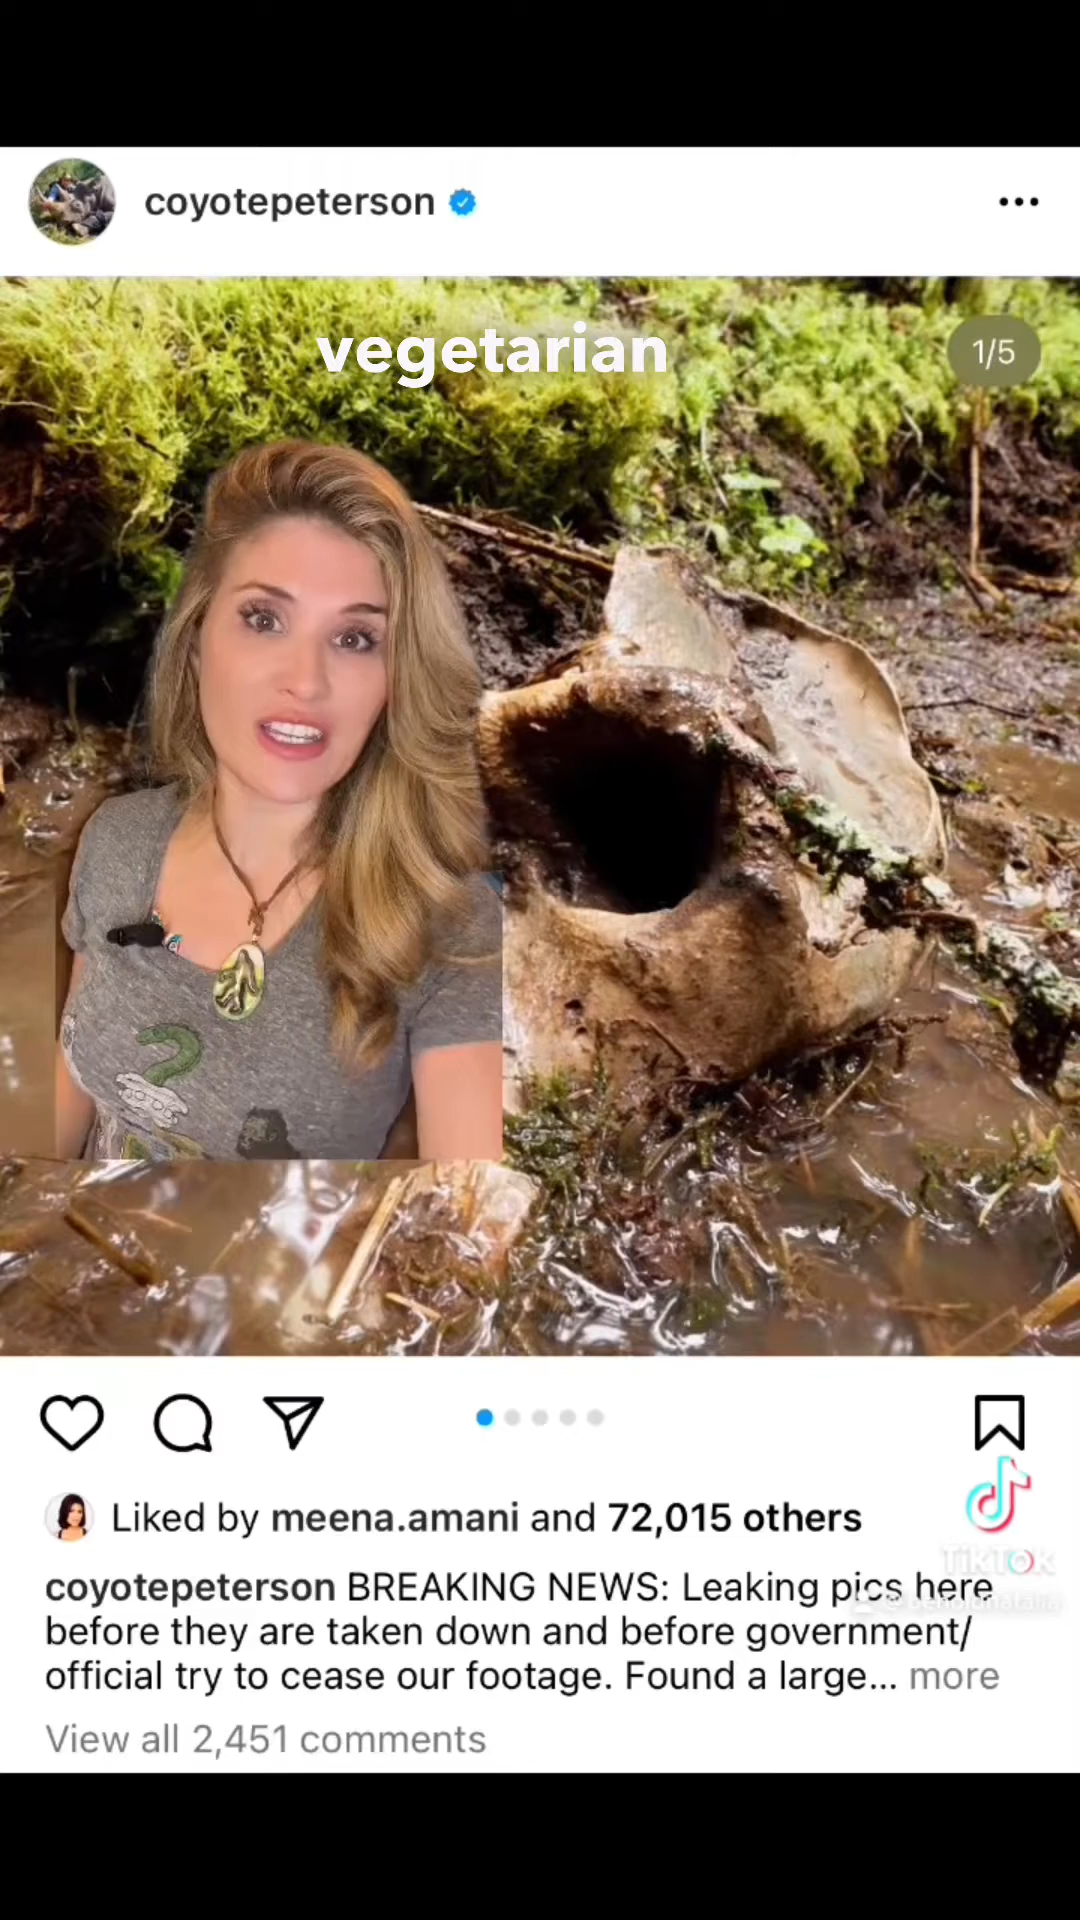 coyotepeterson
vegetarian
1/5
Liked by meena.amani and 72,015 others
coyotepeterson BREAKING NEWS: Leaking pics here
before they are taken down and before government/
official try to cease our footage. Found a large... more
View all 2,451 comments
TikTok